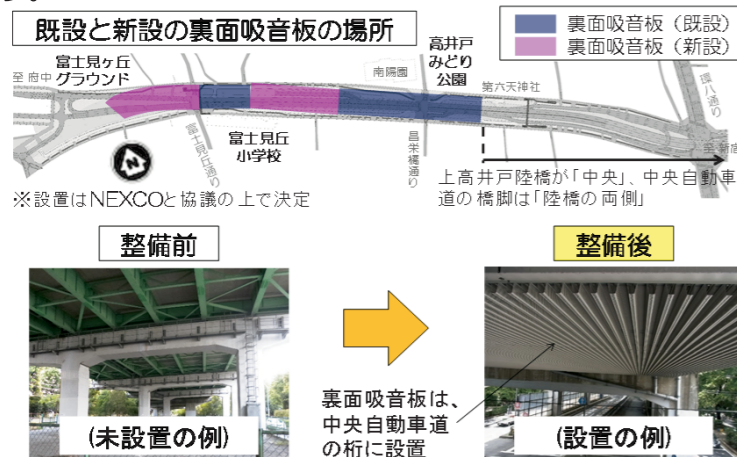 既設と新設の裏面吸音板の場所
裏面吸音板（既設）
裏面吸音板（新設）
富士見ヶ丘
グラウンド
至 府中
南陽園
高井戸
みどり
公園
第六天神社
環八通り
富士見丘通り
富士見丘
小学校
昌栄橋通り
至 新宿
※設置はNEXCOと協議の上で決定
上高井戸陸橋が「中央」、中央自動車
道の橋脚は「陸橋の両側」
整備前
整備後
裏面吸音板は、
中央自動車道
の桁に設置
(未設置の例)
(設置の例)